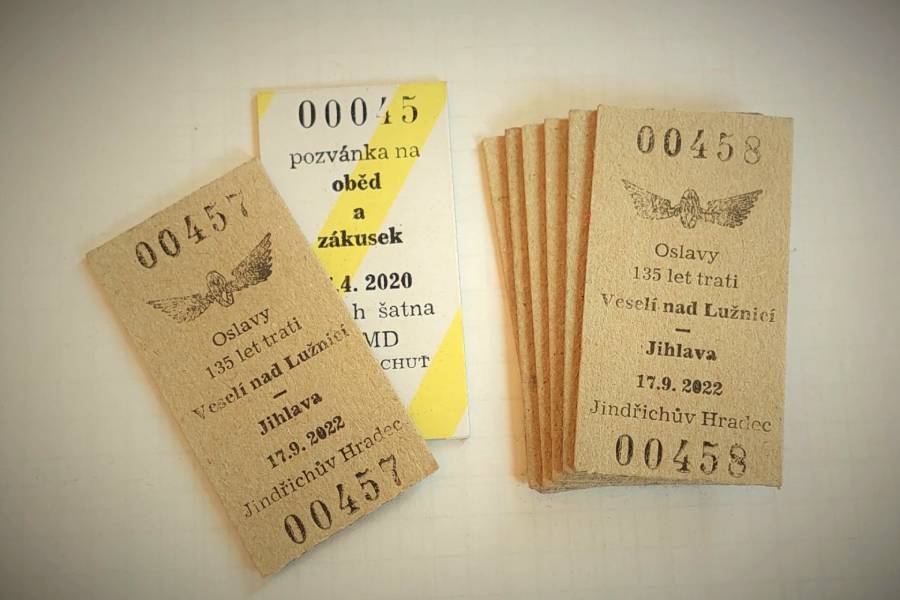 00045
pozvánka na
oběd
a
zákusek
.4. 2020
h šatna
MD
CHUŤ
00457
Oslavy
135 let trati
Veselí nad Lužnicí
–
Jihlava
17.9. 2022
Jindřichův Hradec
00457
00458
Oslavy
135 let trati
Veselí nad Lužnicí
–
Jihlava
17.9. 2022
Jindřichův Hradec
00458